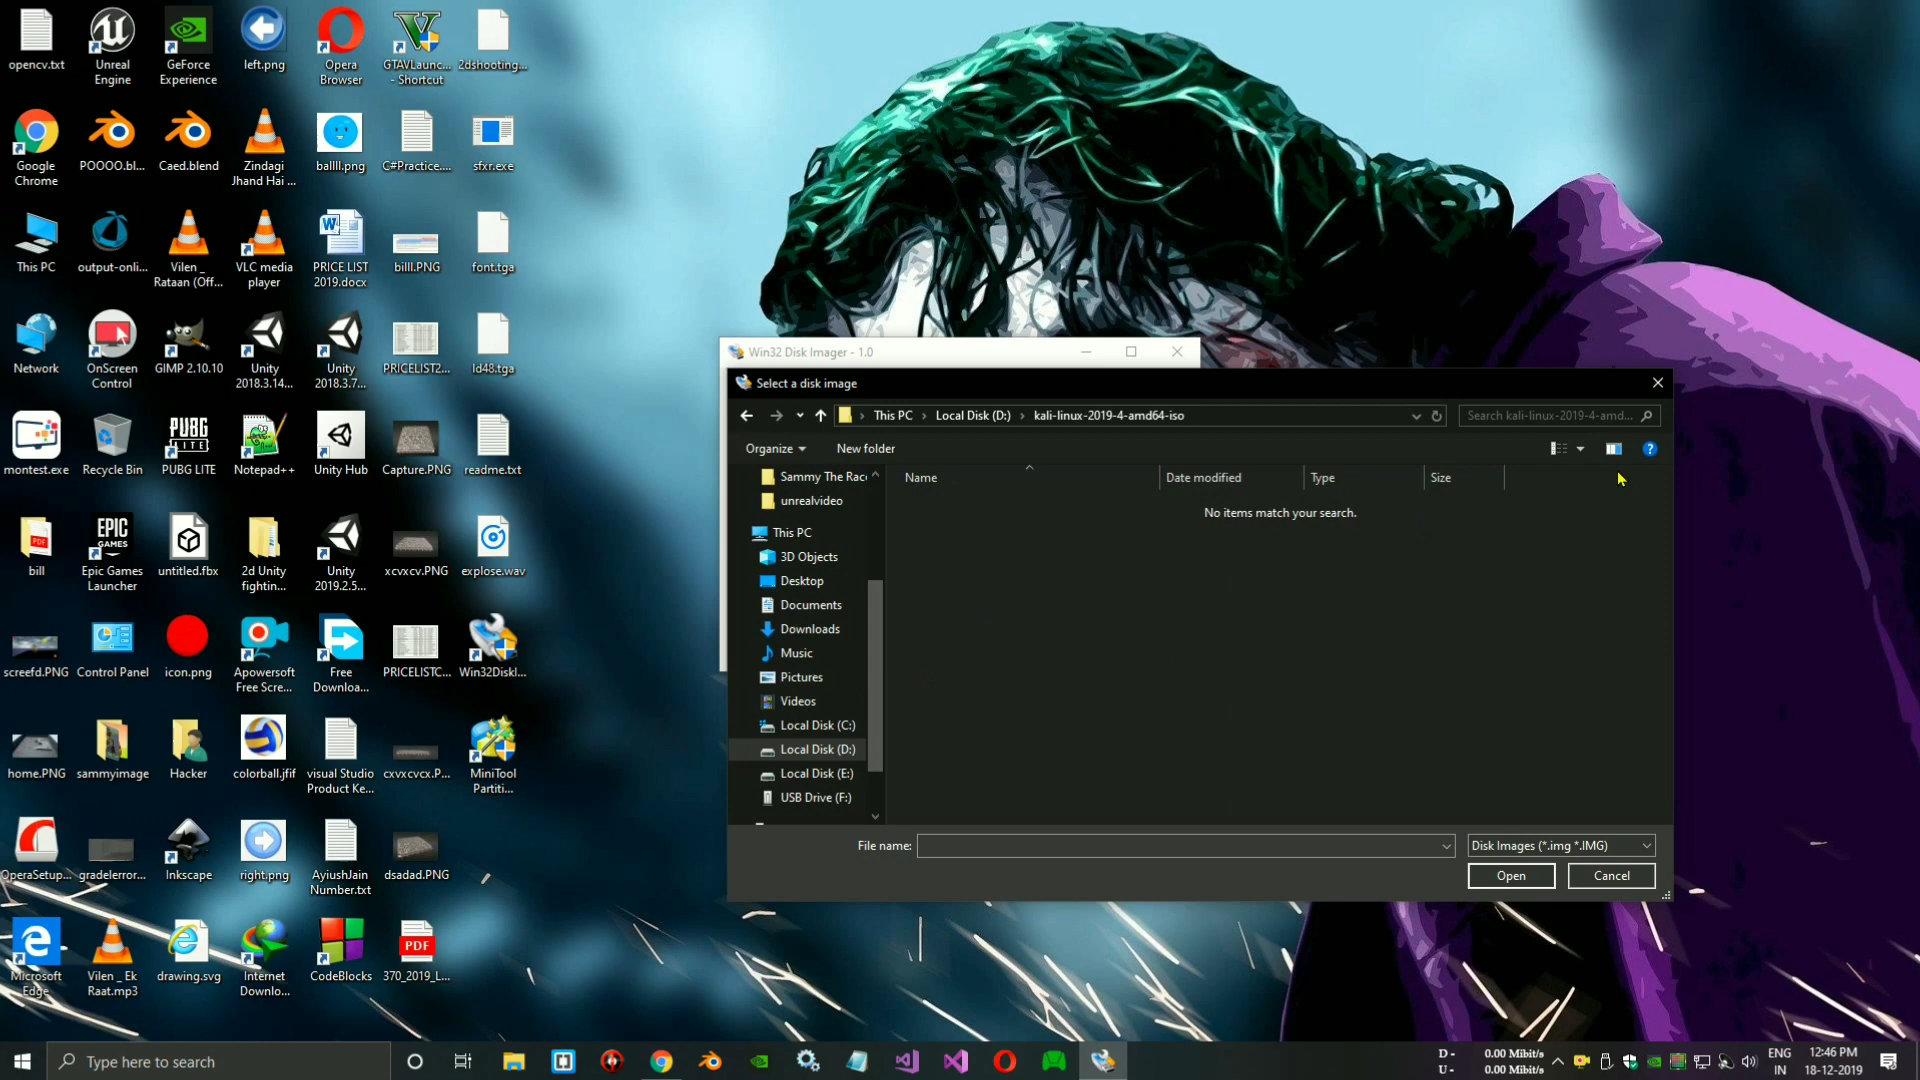 opencv.txt
Unreal
Engine
GeForce
Experience
left.png
Opera
Browser
GTAVLaunc...
- Shortcut
2dshooting...
Google
Chrome
POOOO.bl...
Caed.blend
Zindagi
Jhand Hai ...
ballll.png
C#Practice....
sfxr.exe
This PC
output-onli...
Vilen _
Rataan (Off...
VLC media
player
PRICE LIST
2019.docx
billl.PNG
font.tga
Network
OnScreen
Control
GIMP 2.10.10
Unity
2018.3.14...
Unity
2018.3.7...
PRICELIST2...
ld48.tga
montest.exe
Recycle Bin
PUBG
LITE
PUBG LITE
Notepad++
Unity Hub
Capture.PNG
readme.txt
PDF
bill
EPIC
GAMES
Epic Games
Launcher
untitled.fbx
2d Unity
fightin...
Unity
2019.2.5...
xcvxcv.PNG
explose.wav
screefd.PNG
Control Panel
icon.png
Apowersoft
Free Scre...
Free
Downloa...
PRICELISTC...
Win32DiskI...
home.PNG
sammyimage
Hacker
colorball.jfif
visual Studio
Product Ke...
cxvxcvcx.P...
MiniTool
Partiti...
OperaSetup...
gradelerror...
Inkscape
right.png
AyiushJain
Number.txt
dsadad.PNG
Microsoft
Edge
Vilen _ Ek
Raat.mp3
drawing.svg
Internet
Downlo...
CodeBlocks
PDF
370_2019_L...
Win32 Disk Imager - 1.0
Select a disk image
This PC > Local Disk (D:) > kali-linux-2019-4-amd64-iso
Search kali-linux-2019-4-amd...
Organize
New folder
Name
Date modified
Type
Size
No items match your search.
Sammy The Rac
unrealvideo
This PC
3D Objects
Desktop
Documents
Downloads
Music
Pictures
Videos
Local Disk (C:)
Local Disk (D:)
Local Disk (E:)
USB Drive (F:)
File name:
Disk Images (*.img *.IMG)
Open
Cancel
Type here to search
D - 0.00 Mibit/s
U - 0.00 Mibit/s
ENG
IN
12:46 PM
18-12-2019